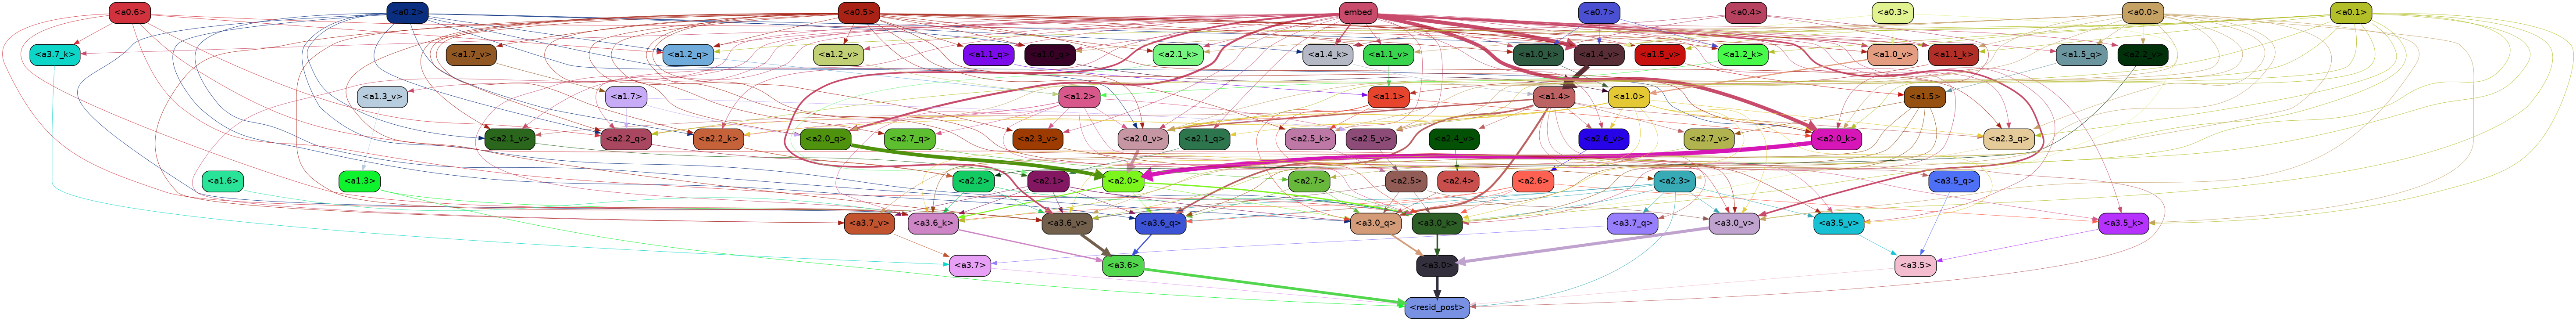 <a0.6> <a0.2> <a0.5> embed <a0.7> <a0.4> <a0.3> <a0.0> <a0.1>
<a3.7_k> <a1.7_v> <a1.2_q> <a1.2_v> <a1.1_q> <a2.1_k> <a1.4_k> <a1.1_v> <a1.0_k> <a1.4_v> <a1.5_v> <a1.2_k> <a1.0_v> <a1.1_k> <a1.5_q> <a2.2_v>
<a1.3_v> <a1.7> <a1.2> <a1.1> <a1.4> <a1.0> <a1.5>
<a2.1_v> <a2.2_q> <a2.2_k> <a2.0_q> <a2.7_q> <a2.3_v> <a2.0_v> <a2.1_q> <a2.5_k> <a2.5_v> <a2.4_v> <a2.6_v> <a2.7_v> <a2.0_k> <a2.3_q>
<a1.6> <a1.3> <a2.2> <a2.1> <a2.0> <a2.7> <a2.5> <a2.4> <a2.6> <a2.3> <a3.5_q>
<a3.7_v> <a3.6_k> <a3.6_v> <a3.6_q> <a3.0_q> <a3.0_k> <a3.7_q> <a3.0_v> <a3.5_v> <a3.5_k>
<a3.7> <a3.6> <a3.0> <a3.5>
<resid_post>